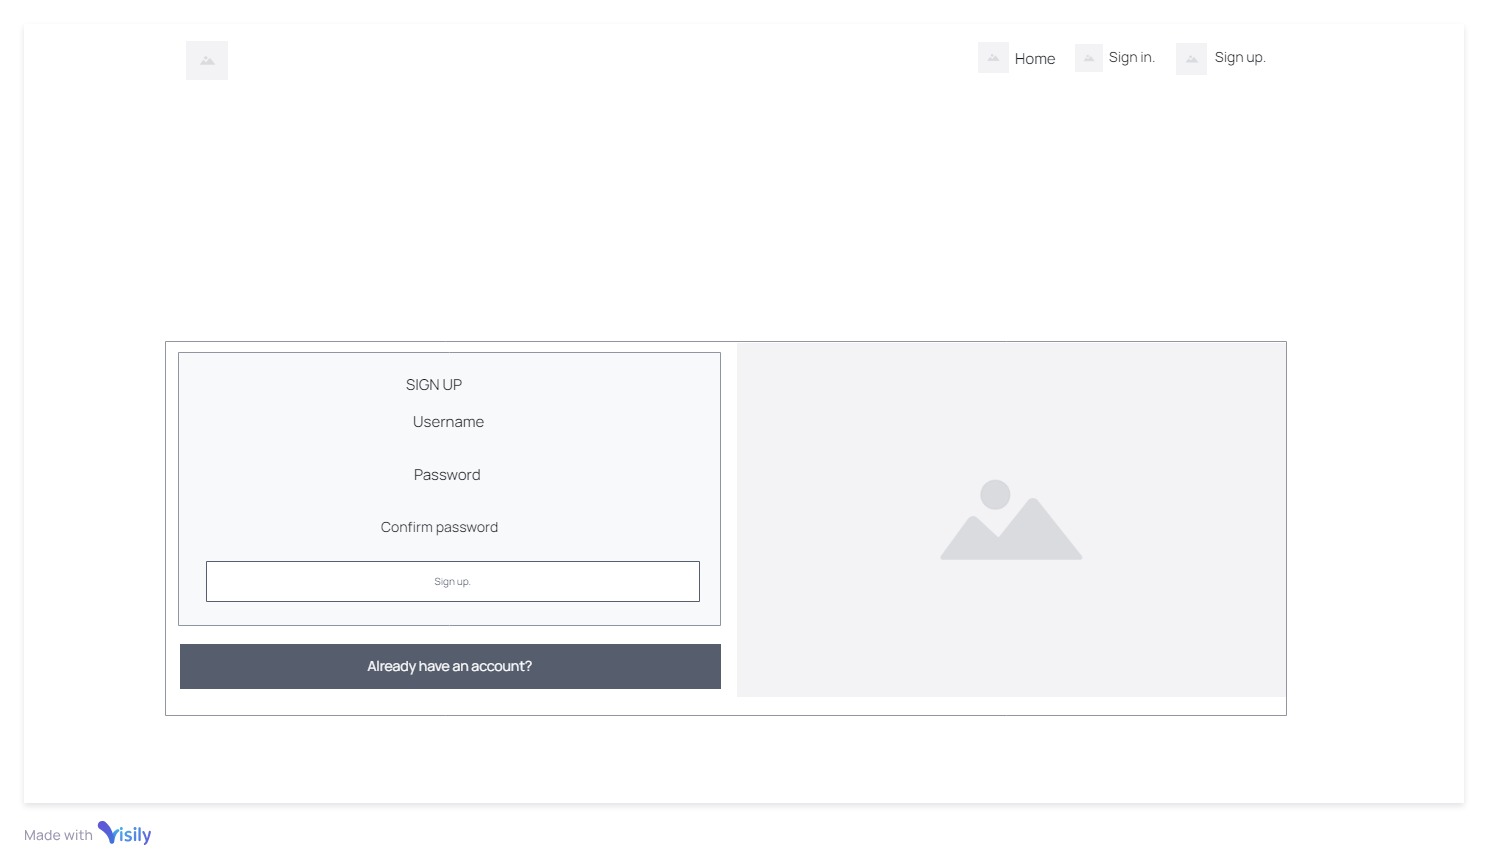 Home
Sign in.
Sign up.
SIGN UP
Username
Password
Confirm password
Sign up.
Already have an account?
Made with Visily